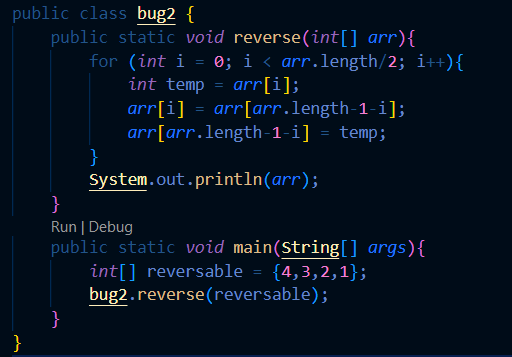 public class bug2 {
    public static void reverse(int[] arr){
        for (int i = 0; i < arr.length/2; i++){
            int temp = arr[i];
            arr[i] = arr[arr.length-1-i];
            arr[arr.length-1-i] = temp;
        }
        System.out.println(arr);
    }
    Run | Debug
    public static void main(String[] args){
        int[] reversable = {4,3,2,1};
        bug2.reverse(reversable);
    }
}